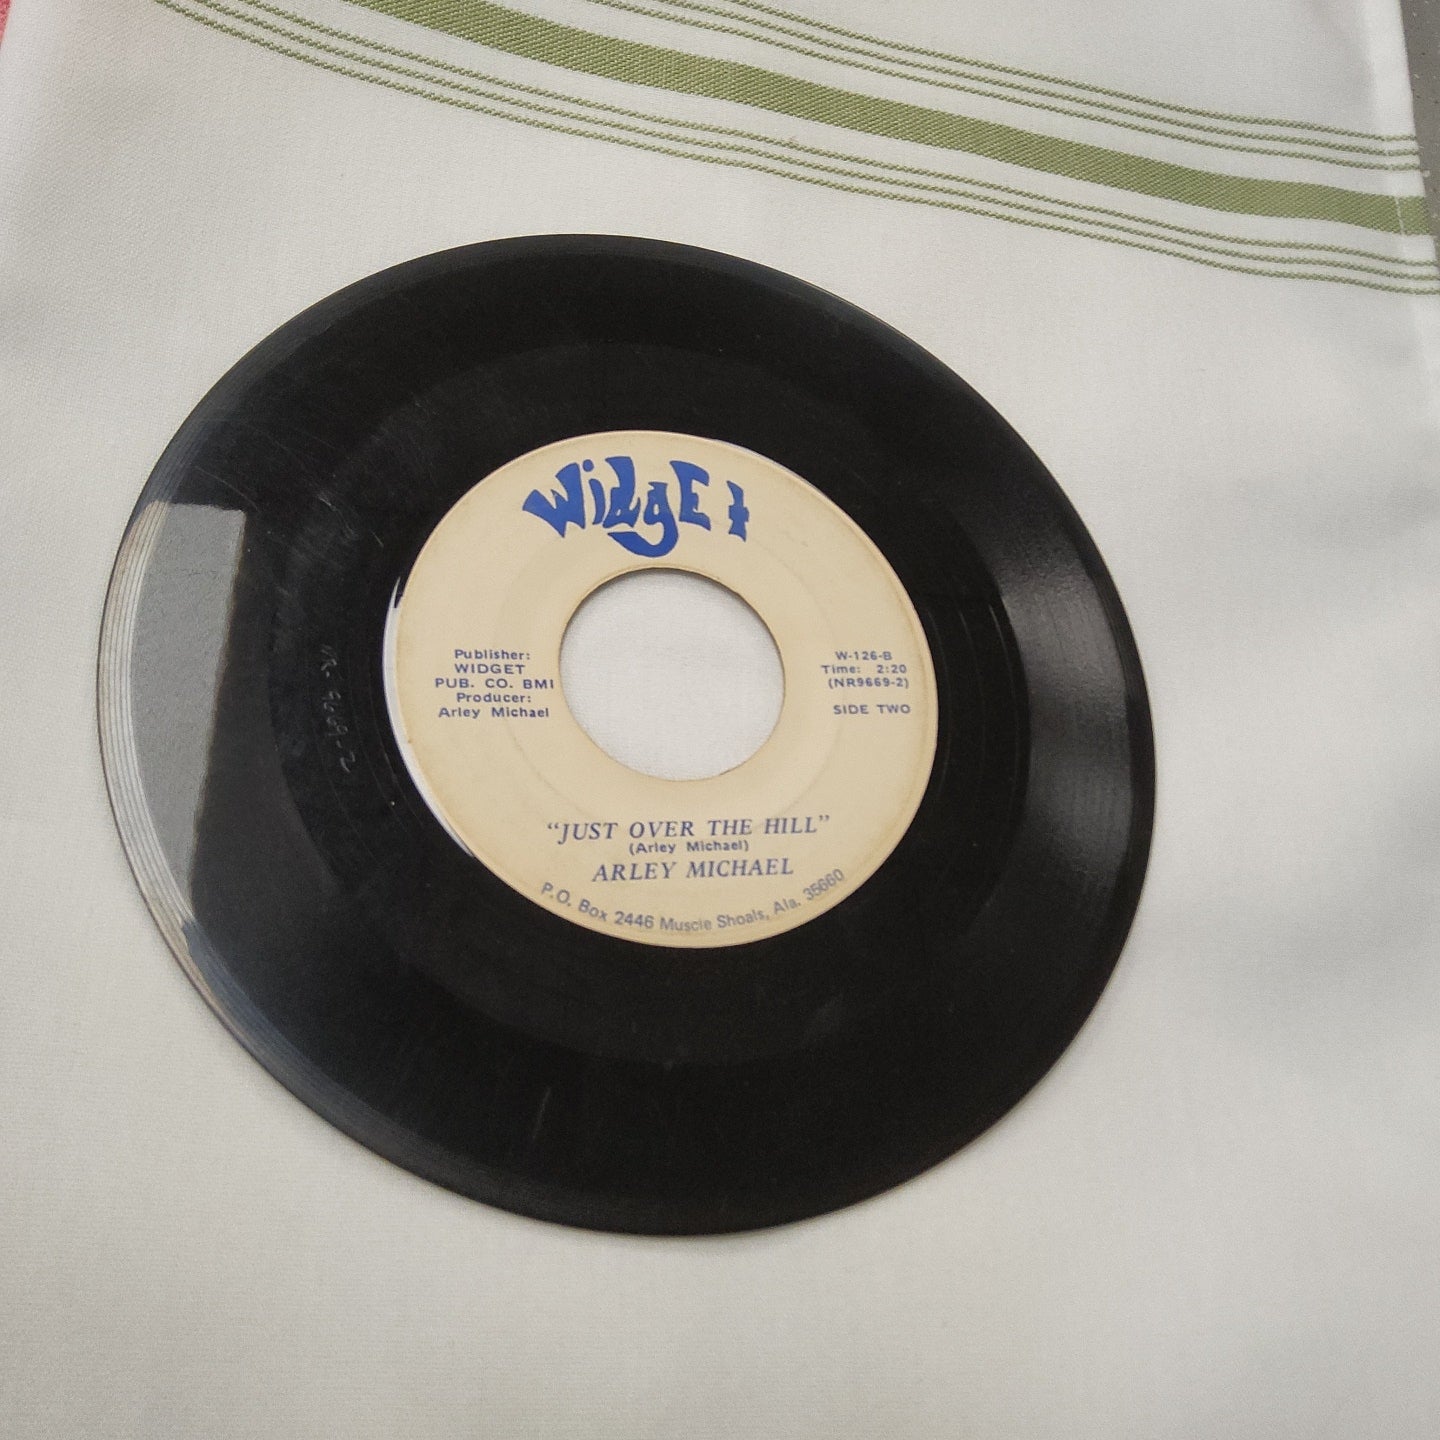 WidgEt
Publisher:
WIDGET
PUB. CO. BMI
Producer:
Arley Michael
W-126-B
Time: 2:20
(NR9669-2)
SIDE TWO
“JUST OVER THE HILL”
(Arley Michael)
ARLEY MICHAEL
P.O. Box 2446 Muscle Shoals, Ala. 35660